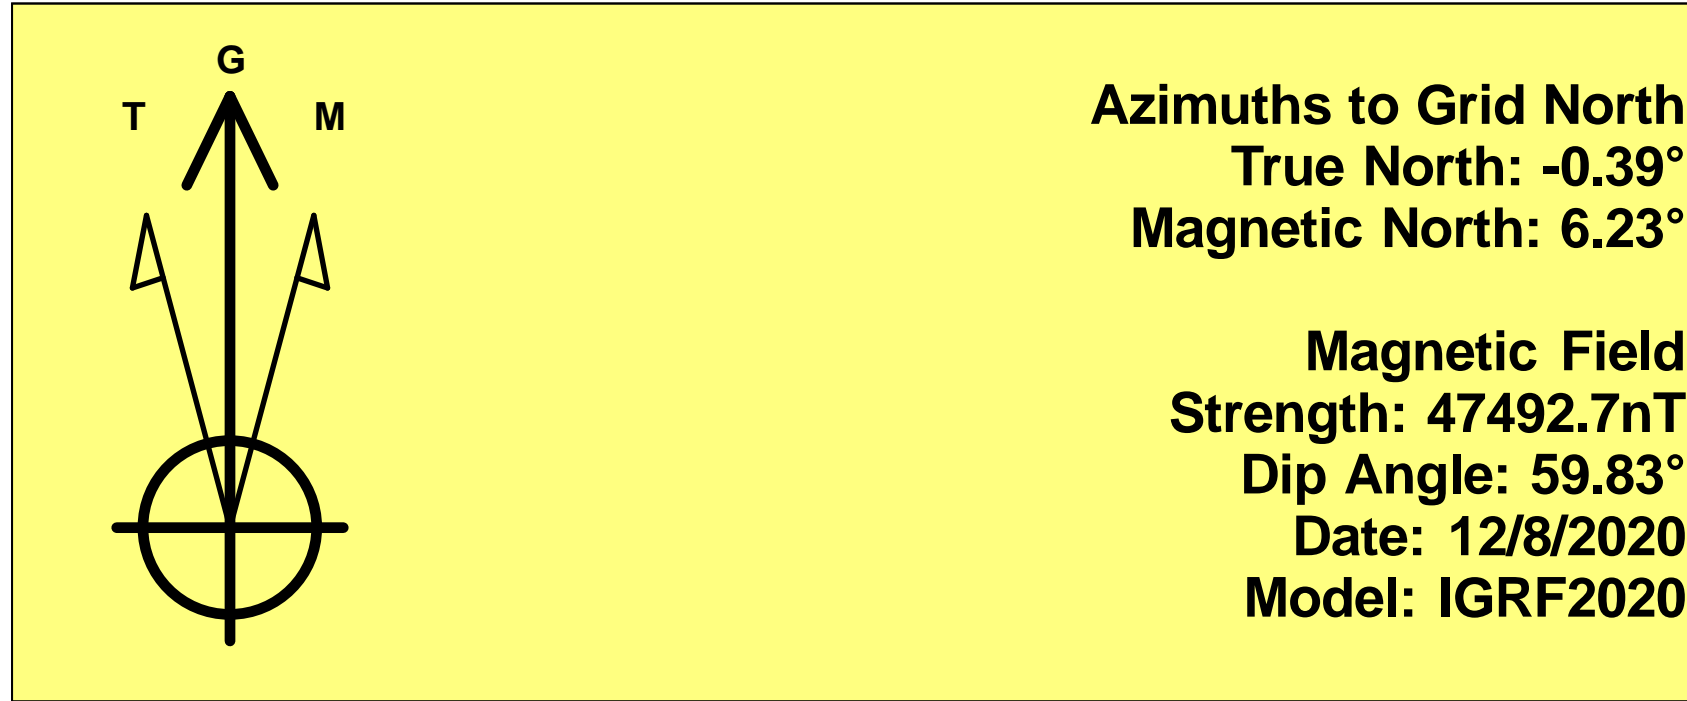 G
T M
Azimuths to Grid North
True North: -0.39°
Magnetic North: 6.23°
Magnetic Field
Strength: 47492.7nT
Dip Angle: 59.83°
Date: 12/8/2020
Model: IGRF2020